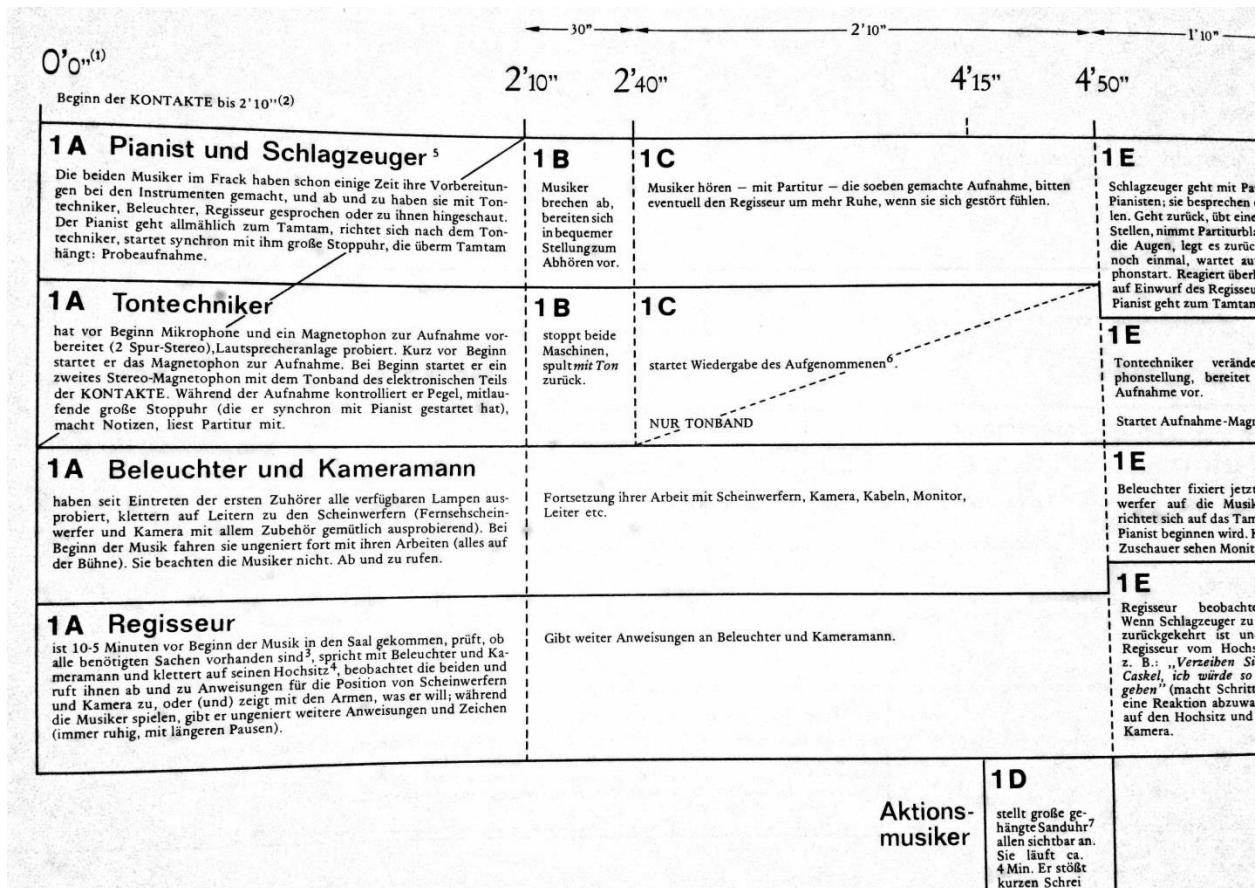 30" 2'10" 1'10"
0'0"(1) 2'10" 2'40" 4'15" 4'50"
Beginn der KONTAKTE bis 2'10"(2)
1A Pianist und Schlagzeuger 5
Die beiden Musiker im Frack haben schon einige Zeit ihre Vorbereitun-
gen bei den Instrumenten gemacht, und ab und zu haben sie mit Ton-
techniker, Beleuchter, Regisseur gesprochen oder zu ihnen hingeschaut.
Der Pianist geht allmählich zum Tamtam, richtet sich nach dem Ton-
techniker, startet synchron mit ihm große Stoppuhr, die überm Tamtam
hängt: Probeaufnahme.
1B
Musiker
brechen ab,
bereiten sich
in bequemer
Stellung zum
Abhören vor.
1C
Musiker hören – mit Partitur – die soeben gemachte Aufnahme, bitten
eventuell den Regisseur um mehr Ruhe, wenn sie sich gestört fühlen.
1E
Schlagzeuger geht mit Pa
Pianisten; sie besprechen
len. Geht zurück, übt eine
Stellen, nimmt Partiturbla
die Augen, legt es zurüc
noch einmal, wartet au
phonstart. Reagiert überh
auf Einwurf des Regisseu
Pianist geht zum Tamtam
1A Tontechniker
hat vor Beginn Mikrophone und ein Magnetophon zur Aufnahme vor-
bereitet (2 Spur-Stereo), Lautsprecheranlage probiert. Kurz vor Beginn
startet er das Magnetophon zur Aufnahme. Bei Beginn startet er ein
zweites Stereo-Magnetophon mit dem Tonband des elektronischen Teils
der KONTAKTE. Während der Aufnahme kontrolliert er Pegel, mitlau-
fende große Stoppuhr (die er synchron mit Pianist gestartet hat),
macht Notizen, liest Partitur mit.
1B
stoppt beide
Maschinen,
spult mit Ton
zurück.
1C
startet Wiedergabe des Aufgenommenen6.
NUR TONBAND
1E
Tontechniker verände
phonstellung, bereitet
Aufnahme vor.
Startet Aufnahme-Magn
1A Beleuchter und Kameramann
haben seit Eintreten der ersten Zuhörer alle verfügbaren Lampen aus-
probiert, klettern auf Leitern zu den Scheinwerfern (Fernsehschein-
werfer und Kamera mit allem Zubehör gemütlich ausprobierend). Bei
Beginn der Musik fahren sie ungeniert fort mit ihren Arbeiten (alles auf
der Bühne). Sie beachten die Musiker nicht. Ab und zu rufen.
Fortsetzung ihrer Arbeit mit Scheinwerfern, Kamera, Kabeln, Monitor,
Leiter etc.
1E
Beleuchter fixiert jetzt
werfer auf die Musik
richtet sich auf das Tam
Pianist beginnen wird.
Zuschauer sehen Monit
1A Regisseur
ist 10-5 Minuten vor Beginn der Musik in den Saal gekommen, prüft, ob
alle benötigten Sachen vorhanden sind3, spricht mit Beleuchter und Ka-
meramann und klettert auf seinen Hochsitz4, beobachtet die beiden und
ruft ihnen ab und zu Anweisungen für die Position von Scheinwerfern
und Kamera zu, oder (und) zeigt mit den Armen, was er will; während
die Musiker spielen, gibt er ungeniert weitere Anweisungen und Zeichen
(immer ruhig, mit längeren Pausen).
Gibt weiter Anweisungen an Beleuchter und Kameramann.
1E
Regisseur beobachte
Wenn Schlagzeuger zu
zurückgekehrt ist un
Regisseur vom Hochs
z. B.: „Verzeihen Si
Caskel, ich würde so
gehen” (macht Schritt
eine Reaktion abzuwa
auf den Hochsitz und
Kamera.
Aktions-
musiker
1D
stellt große ge-
hängte Sanduhr7
allen sichtbar an.
Sie läuft ca.
4 Min. Er stößt
kurzen Schrei